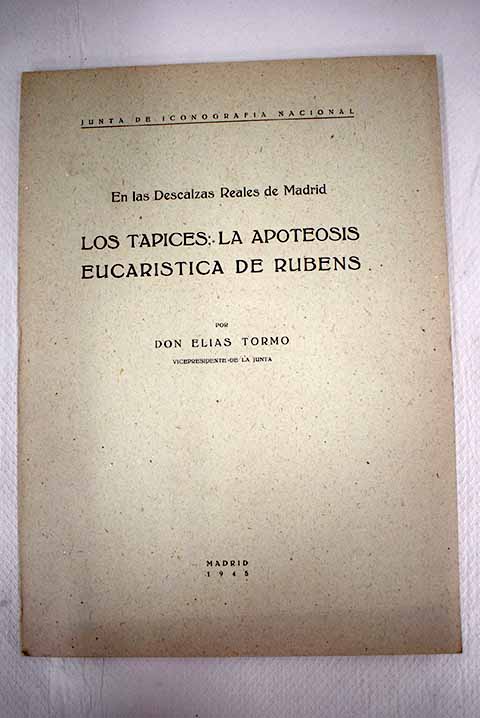 JUNTA DE ICONOGRAFIA NACIONAL
En las Descalzas Reales de Madrid
LOS TAPICES: LA APOTEOSIS
EUCARISTICA DE RUBENS
POR
DON ELIAS TORMO
VICEPRESIDENTE DE LA JUNTA
MADRID
1945